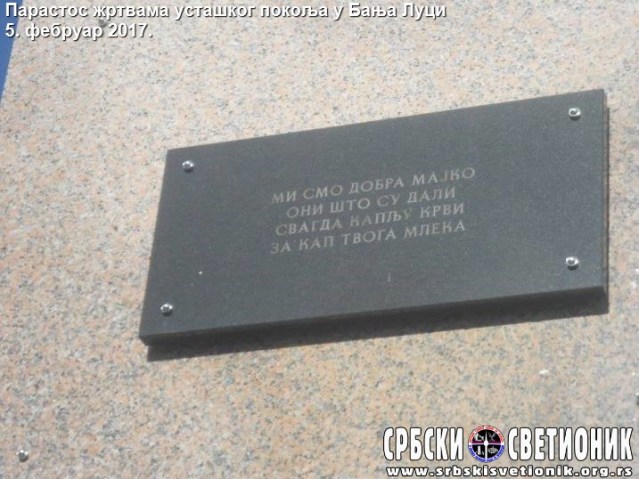 Парастос жртвама усташког покоља у Бања Луци
5. фебруар 2017.
МИ СМО ДОБРА МАЈКО
ОНИ ШТО СУ ДАЛИ
СВАГДА КАПЉУ КРВИ
ЗА КАП ТВОГА МЛЕКА
СРБСКИ СВЕТИОНИК
www.srbskisvetionik.org.rs